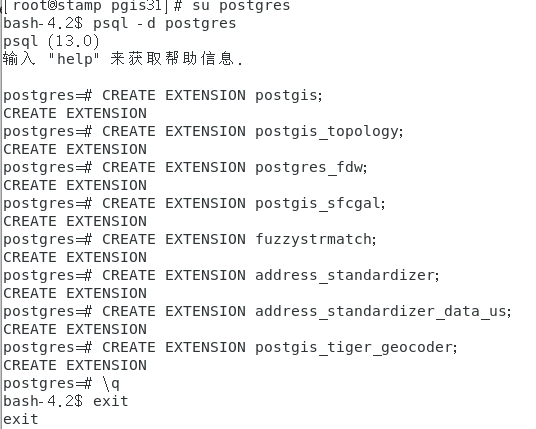 [root@stamp pgis31]# su postgres
bash-4.2$ psql -d postgres
psql (13.0)
输入 "help" 来获取帮助信息.
postgres=# CREATE EXTENSION postgis;
CREATE EXTENSION
postgres=# CREATE EXTENSION postgis_topology;
CREATE EXTENSION
postgres=# CREATE EXTENSION postgres_fdw;
CREATE EXTENSION
postgres=# CREATE EXTENSION postgis_sfcgal;
CREATE EXTENSION
postgres=# CREATE EXTENSION fuzzystrmatch;
CREATE EXTENSION
postgres=# CREATE EXTENSION address_standardizer;
CREATE EXTENSION
postgres=# CREATE EXTENSION address_standardizer_data_us;
CREATE EXTENSION
postgres=# CREATE EXTENSION postgis_tiger_geocoder;
CREATE EXTENSION
postgres=# \q
bash-4.2$ exit
exit